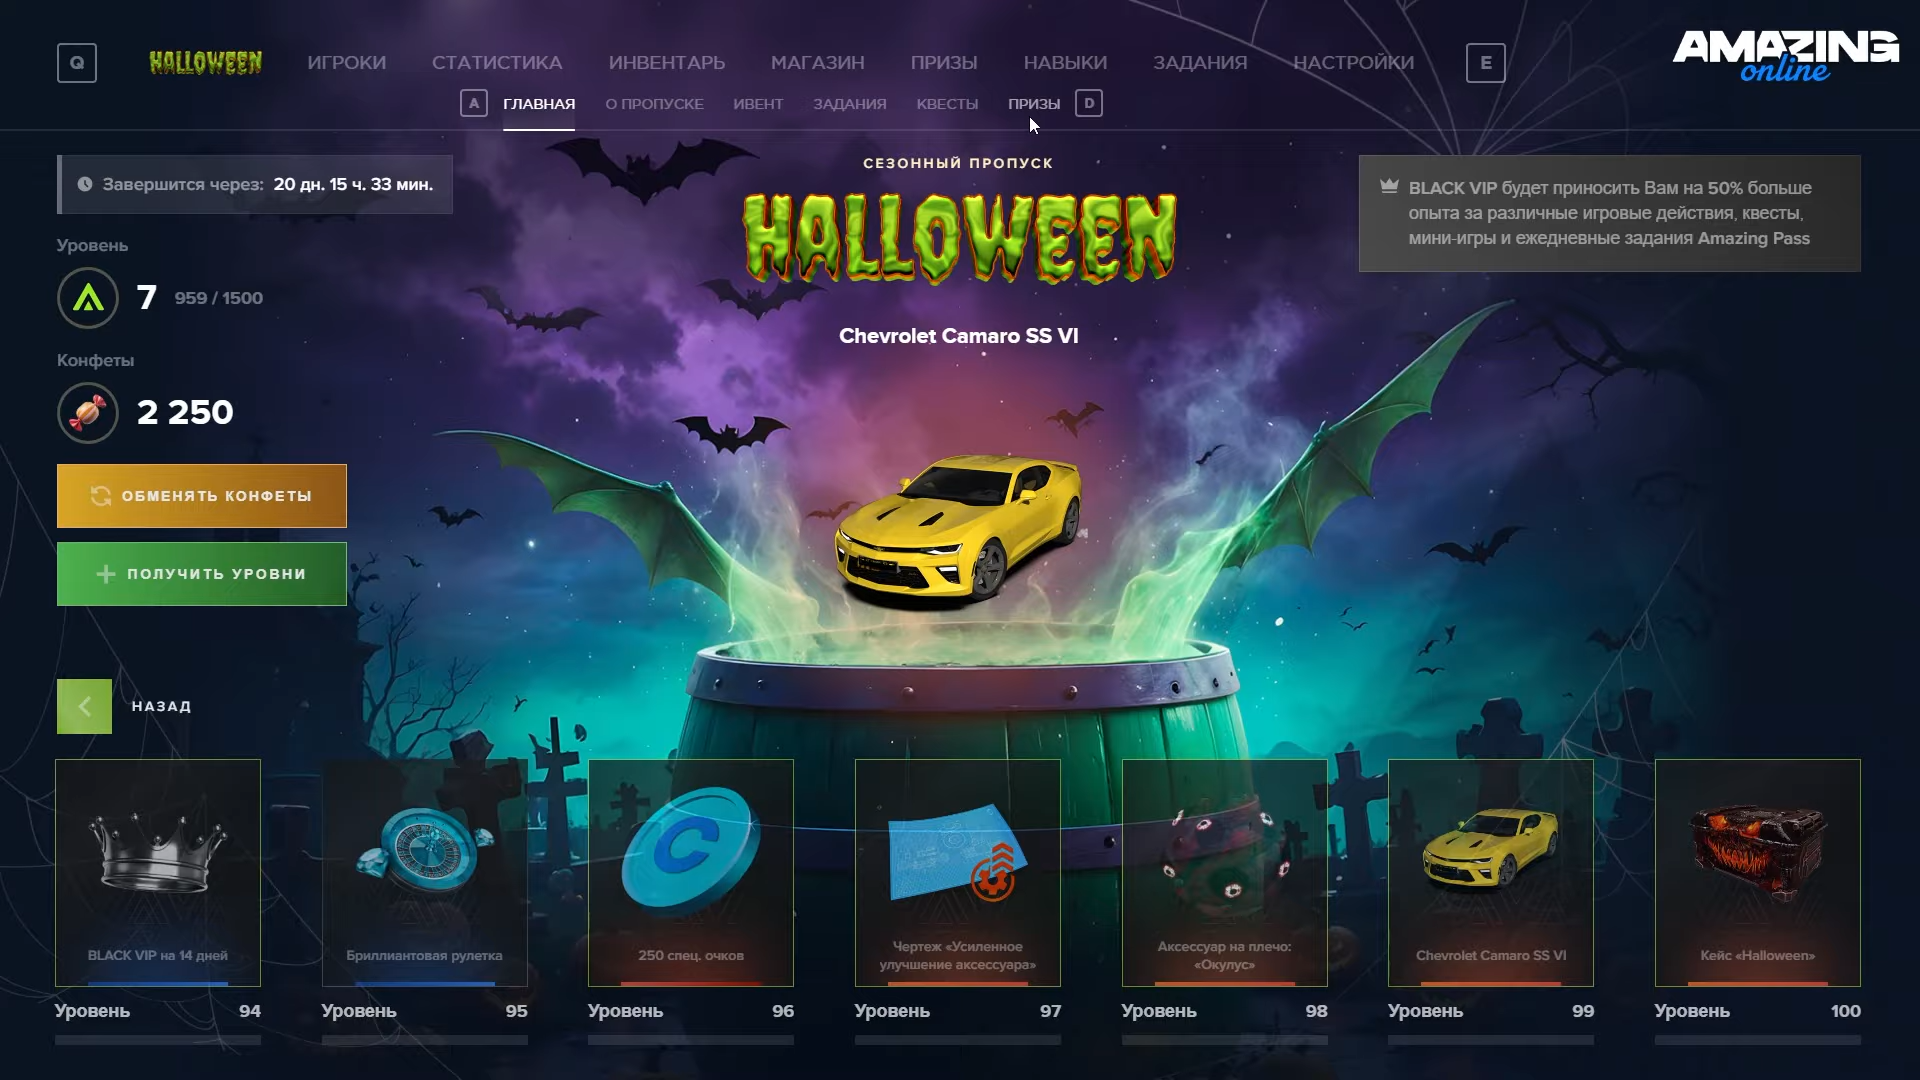 Q
HALLOWEEN
ИГРОКИ
СТАТИСТИКА
ИНВЕНТАРЬ
МАГАЗИН
ПРИЗЫ
НАВЫКИ
ЗАДАНИЯ
НАСТРОЙКИ
E
AMAZING
online
A
ГЛАВНАЯ
О ПРОПУСКЕ
ИВЕНТ
ЗАДАНИЯ
КВЕСТЫ
ПРИЗЫ
D
Завершится через: 20 дн. 15 ч. 33 мин.
СЕЗОННЫЙ ПРОПУСК
HALLOWEEN
Chevrolet Camaro SS VI
BLACK VIP будет приносить Вам на 50% больше
опыта за различные игровые действия, квесты,
мини-игры и ежедневные задания Amazing Pass
Уровень
7 959 / 1500
Конфеты
2 250
ОБМЕНЯТЬ КОНФЕТЫ
ПОЛУЧИТЬ УРОВНИ
НАЗАД
BLACK VIP на 14 дней
Уровень 94
Бриллиантовая рулетка
Уровень 95
250 спец. очков
Уровень 96
Чертеж «Усиленное
улучшение аксессуара»
Уровень 97
Аксессуар на плечо:
«Окулус»
Уровень 98
Chevrolet Camaro SS VI
Уровень 99
Кейс «Halloween»
Уровень 100